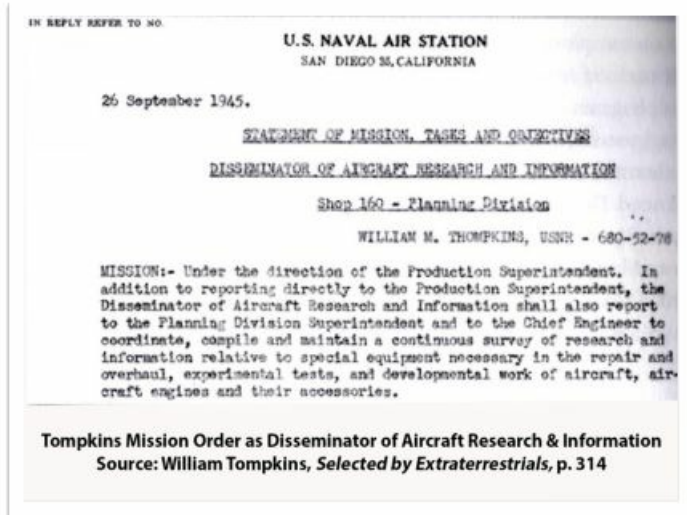 IN REPLY REFER TO NO.
U.S. NAVAL AIR STATION
SAN DIEGO 35, CALIFORNIA
26 September 1945.
STATEMENT OF MISSION, TASKS AND OBJECTIVES
DISSEMINATOR OF AIRCRAFT RESEARCH AND INFORMATION
Shop 160 - Planning Division
WILLIAM M. THOMPKINS, USNR - 680-52-78
MISSION:- Under the direction of the Production Superintendent. In
addition to reporting directly to the Production Superintendent, the
Disseminator of Aircraft Research and Information shall also report
to the Planning Division Superintendent and to the Chief Engineer to
coordinate, compile and maintain a continuous survey of research and
information relative to special equipment necessary in the repair and
overhaul, experimental tests, and developmental work of aircraft, air-
craft engines and their accessories.
Tompkins Mission Order as Disseminator of Aircraft Research & Information
Source: William Tompkins, Selected by Extraterrestrials, p. 314